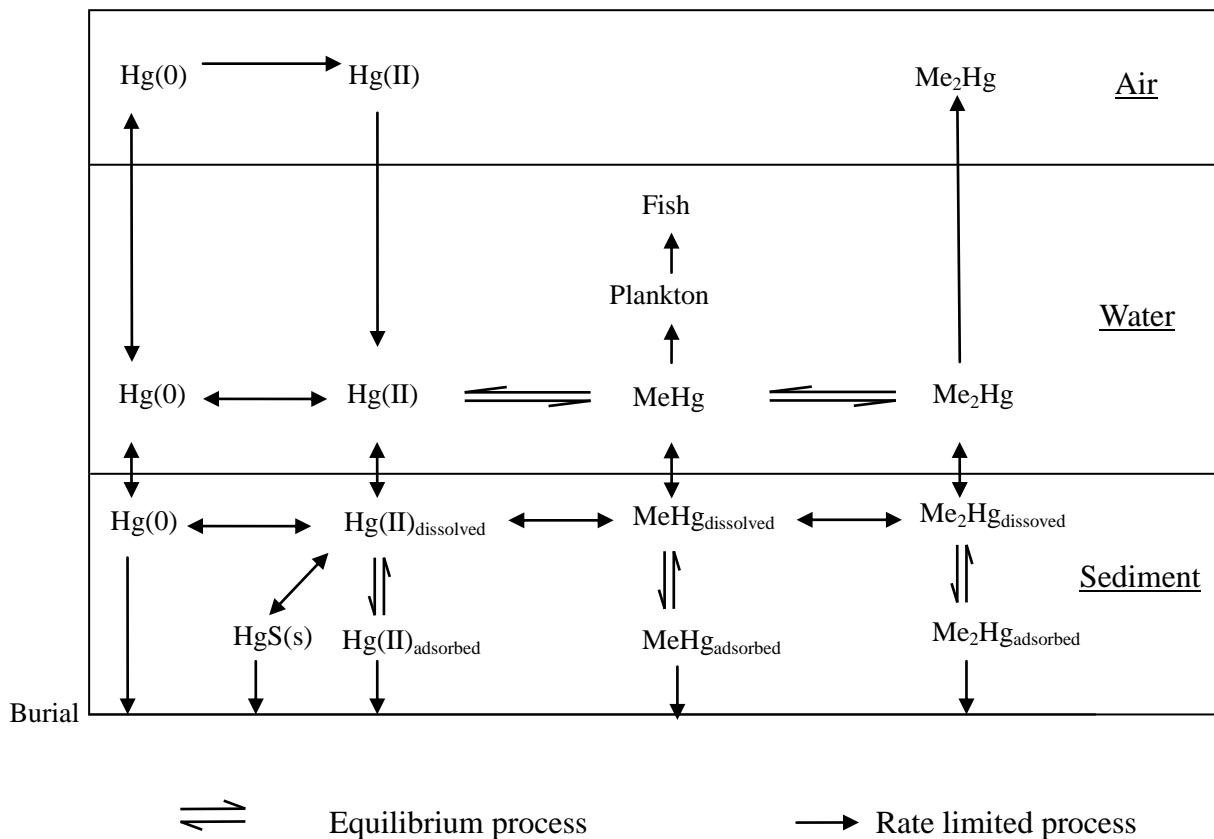 Hg(0) Hg(II) Me₂Hg Air
Fish
Plankton
Water
Hg(0) Hg(II) MeHg Me₂Hg
Hg(0) Hg(II)dissolved MeHgdissolved Me₂Hgdissoved
Sediment
HgS(s) Hg(II)adsorbed MeHgadsorbed Me₂Hgadsorbed
Burial
Equilibrium process Rate limited process